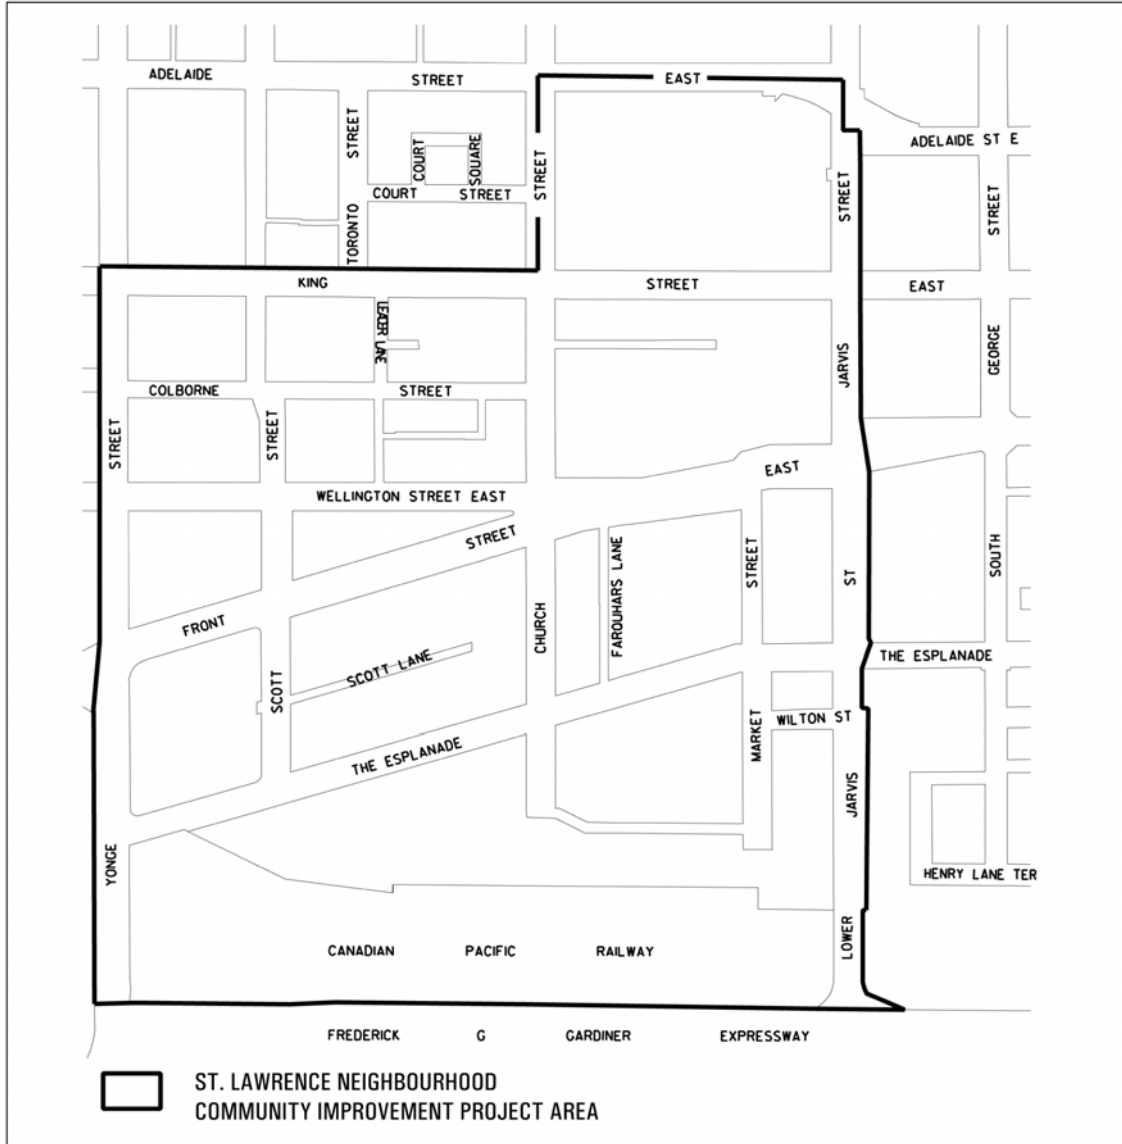 ADELAIDE STREET EAST
ADELAIDE ST E
STREET
COURT
SQUARE
STREET
STREET
STREET
COURT STREET
TORONTO
KING STREET EAST
LEADER LANE
GEORGE
JARVIS
COLBORNE STREET
STREET
STREET
EAST
WELLINGTON STREET EAST
STREET
STREET
FAROUHARS LANE
SOUTH
ST
FRONT
CHURCH
THE ESPLANADE
SCOTT LANE
SCOTT
MARKET
WILTON ST
THE ESPLANADE
JARVIS
YONGE
HENRY LANE TER
LOWER
CANADIAN PACIFIC RAILWAY
FREDERICK G GARDINER EXPRESSWAY
ST. LAWRENCE NEIGHBOURHOOD
COMMUNITY IMPROVEMENT PROJECT AREA